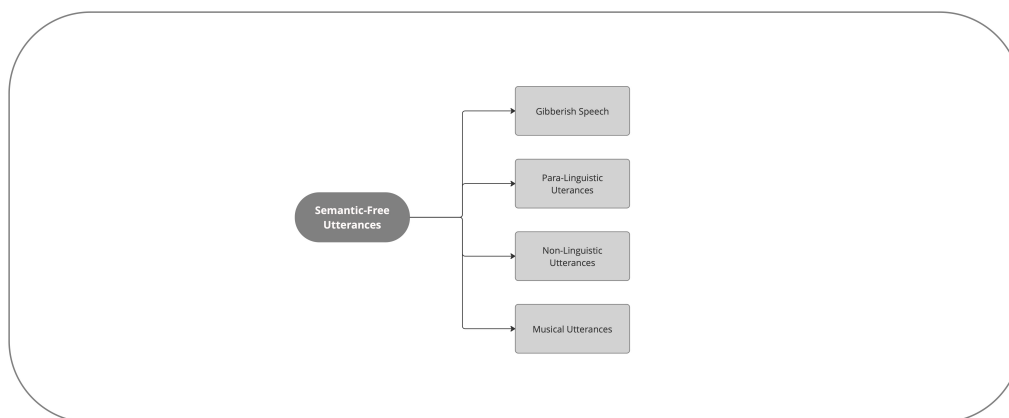 Semantic-Free
Utterances
Gibberish Speech
Para-Linguistic
Uterances
Non-Linguistic
Utterances
Musical Utterances